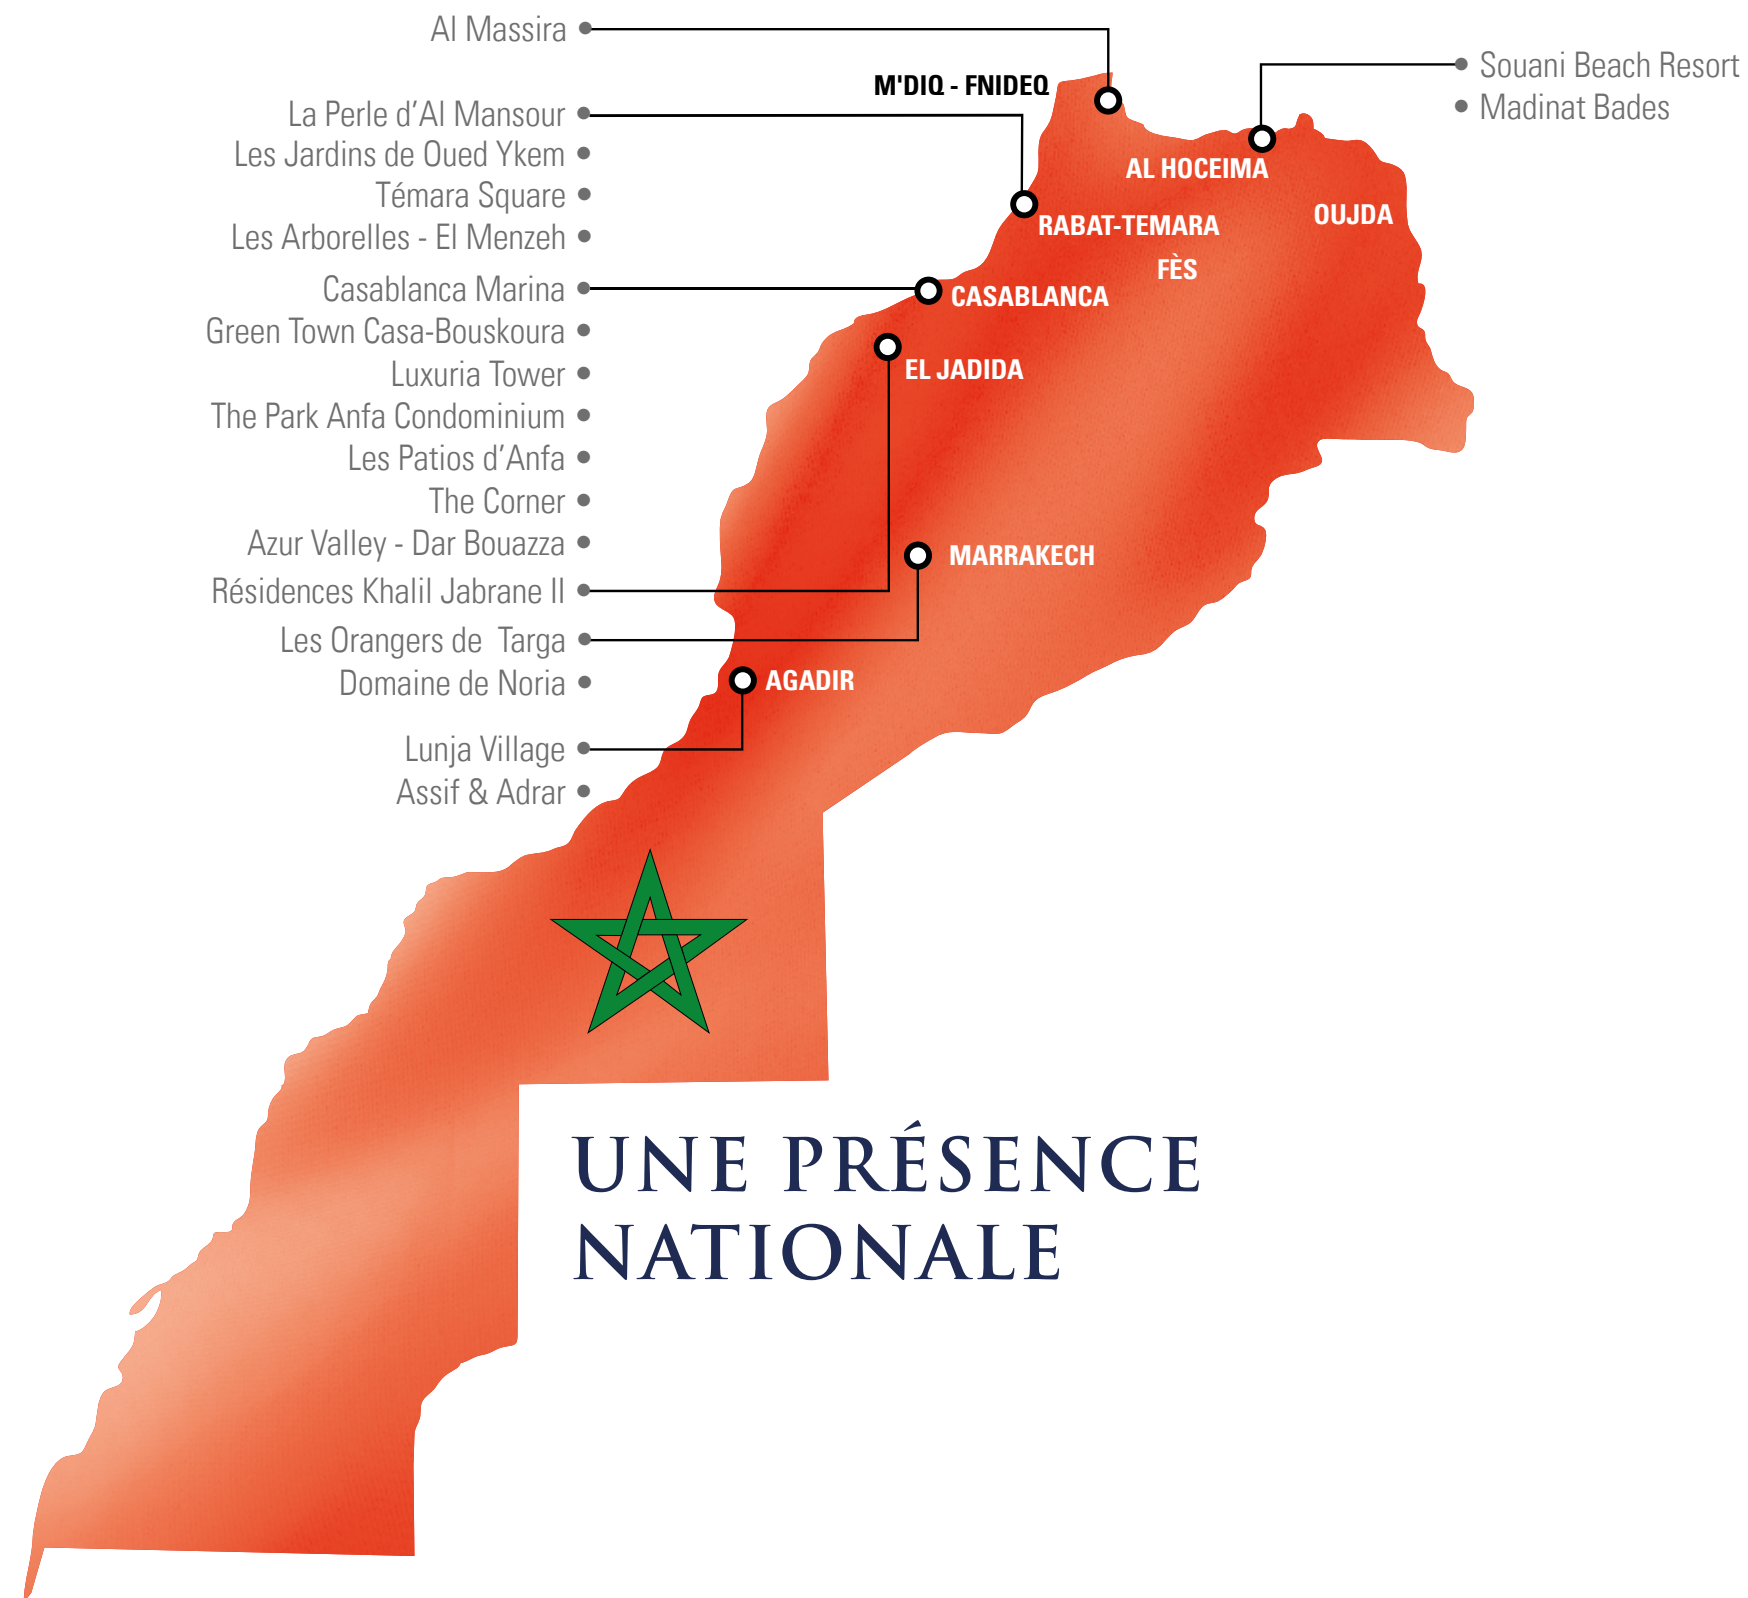 Al Massira
M'DIQ - FNIDEQ
Souani Beach Resort
Madinat Bades
La Perle d’Al Mansour
Les Jardins de Oued Ykem
Témara Square
Les Arborelles - El Menzeh
AL HOCEIMA
OUJDA
RABAT-TEMARA
FÈS
Casablanca Marina
CASABLANCA
Green Town Casa-Bouskoura
Luxuria Tower
The Park Anfa Condominium
Les Patios d’Anfa
The Corner
Azur Valley - Dar Bouazza
EL JADIDA
Résidences Khalil Jabrane II
MARRAKECH
Les Orangers de Targa
Domaine de Noria
AGADIR
Lunja Village
Assif & Adrar
UNE PRÉSENCE
NATIONALE